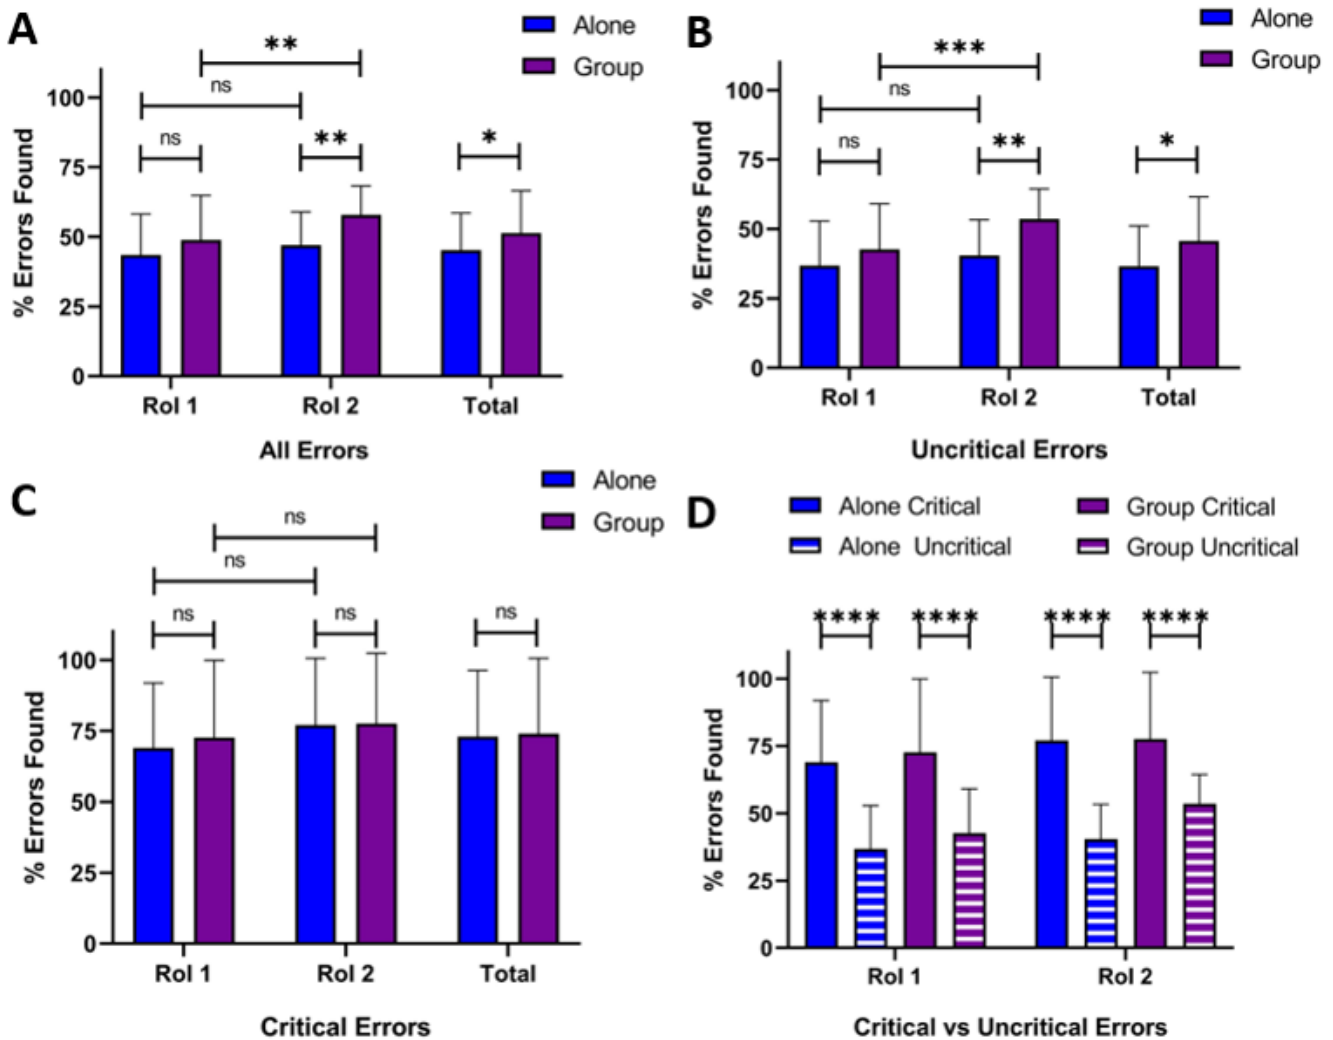 A
Alone
Group
**
ns
ns
**
*
100
75
50
25
0
% Errors Found
RoI 1
RoI 2
Total
All Errors
B
Alone
Group
***
ns
ns
**
*
100
75
50
25
0
% Errors Found
RoI 1
RoI 2
Total
Uncritical Errors
C
Alone
Group
ns
ns
ns
ns
ns
100
75
50
25
0
% Errors Found
RoI 1
RoI 2
Total
Critical Errors
D
Alone Critical
Group Critical
Alone Uncritical
Group Uncritical
**** **** **** ****
100
75
50
25
0
% Errors Found
RoI 1
RoI 2
Critical vs Uncritical Errors